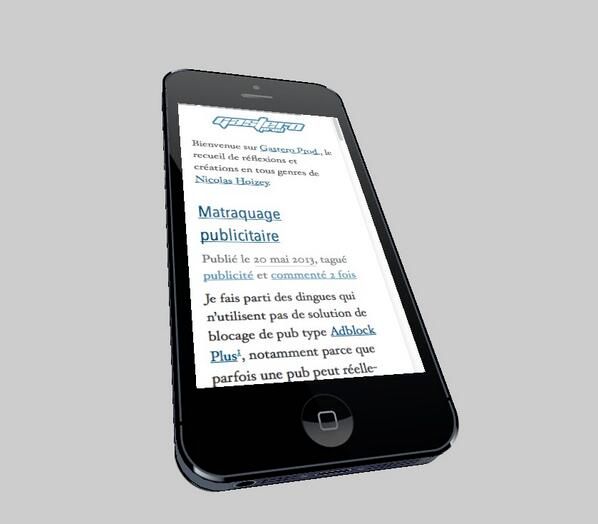 gastero
prod
Bienvenue sur Gastero Prod., le
recueil de réflexions et
créations en tous genres de
Nicolas Hoizey.
Matraquage
publicitaire
Publié le 20 mai 2013, tagué
publicité et commenté 2 fois
Je fais parti des dingues qui
n'utilisent pas de solution de
blocage de pub type Adblock
Plus¹, notamment parce que
parfois une pub peut réelle-